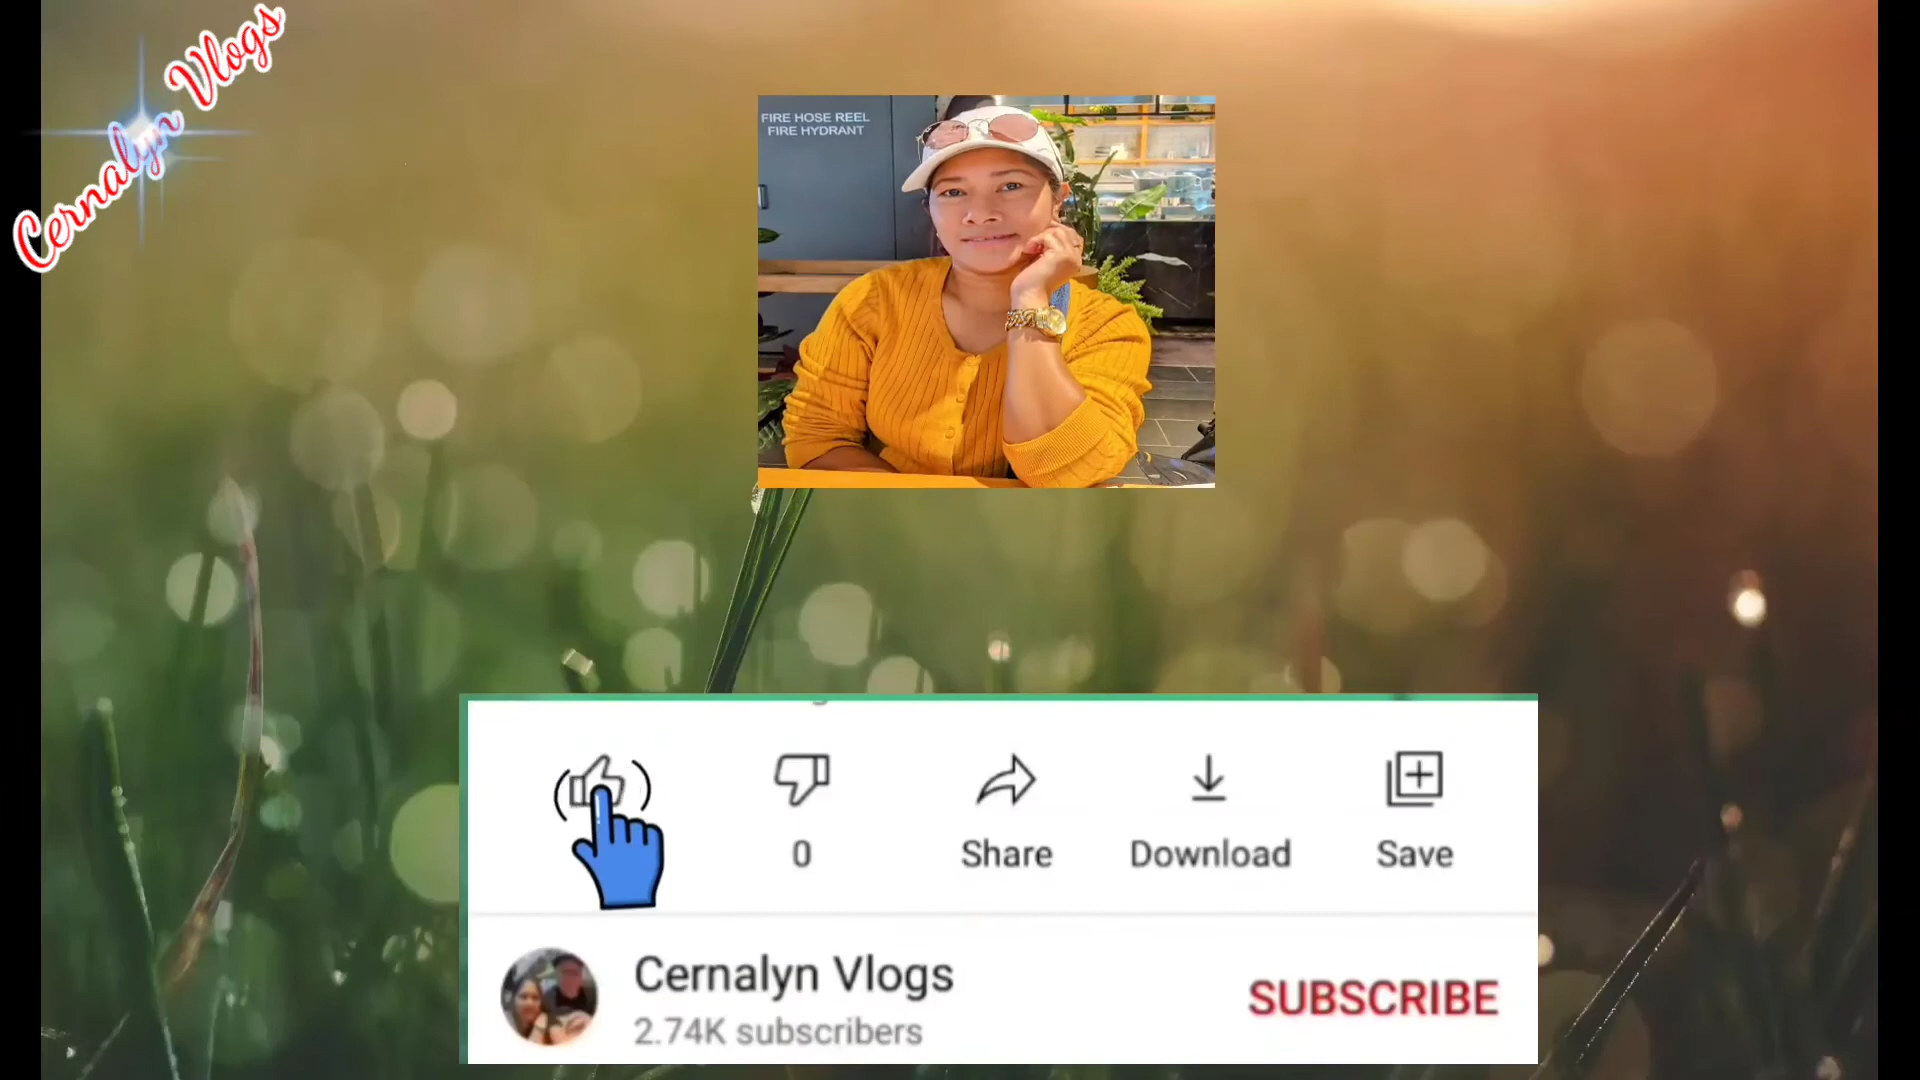 Cernalyn Vlogs
FIRE HOSE REEL
FIRE HYDRANT
0
Share
Download
Save
Cernalyn Vlogs
2.74K subscribers
SUBSCRIBE